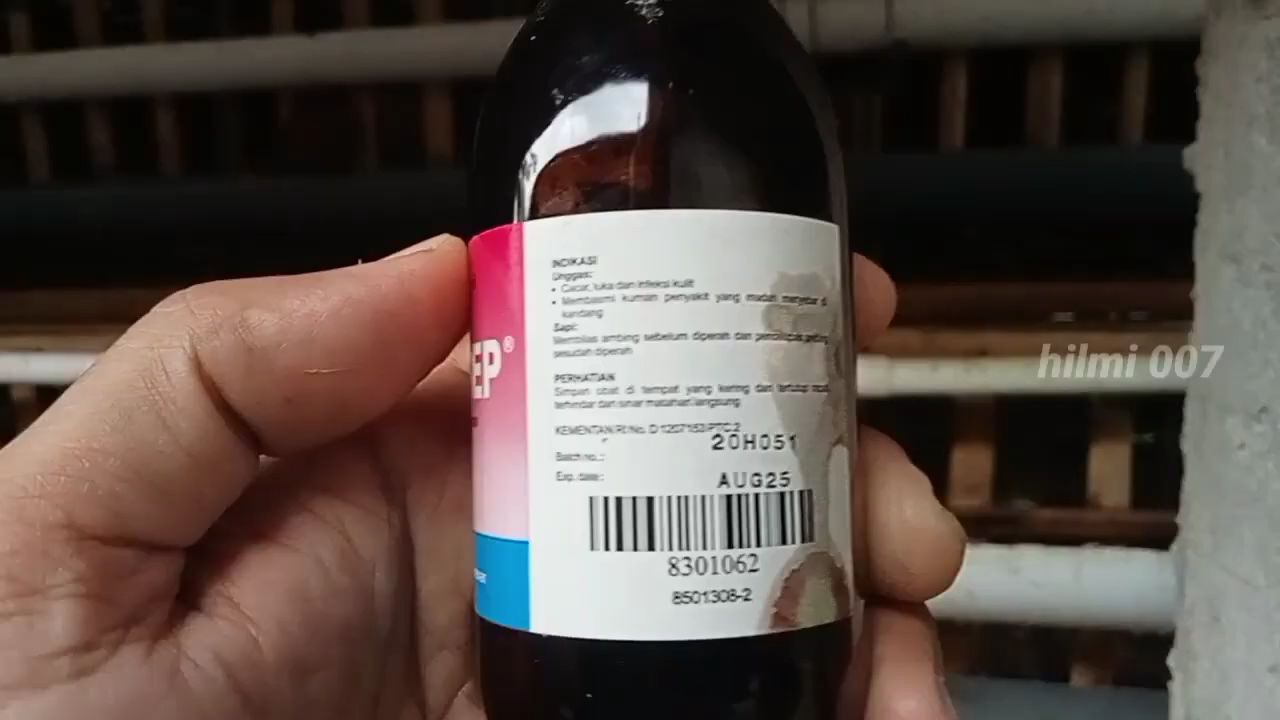 EP®
INDIKASI
Unggas:
• Cacar, luka dan infeksi kulit
• Membasmi kuman penyakit yang mudah menyebar di
kandang
Sapi:
Membilas ambing sebelum diperah dan pencelupan puting
sesudah diperah
PERHATIAN
Simpan obat di tempat yang kering dan tertutup rapat,
terhindar dari sinar matahari langsung
KEMENTAN RI No. D 1207163 PTC.2
Batch no. : 20H051
Exp. date : AUG25
8301062
8501308-2
hilmi 007